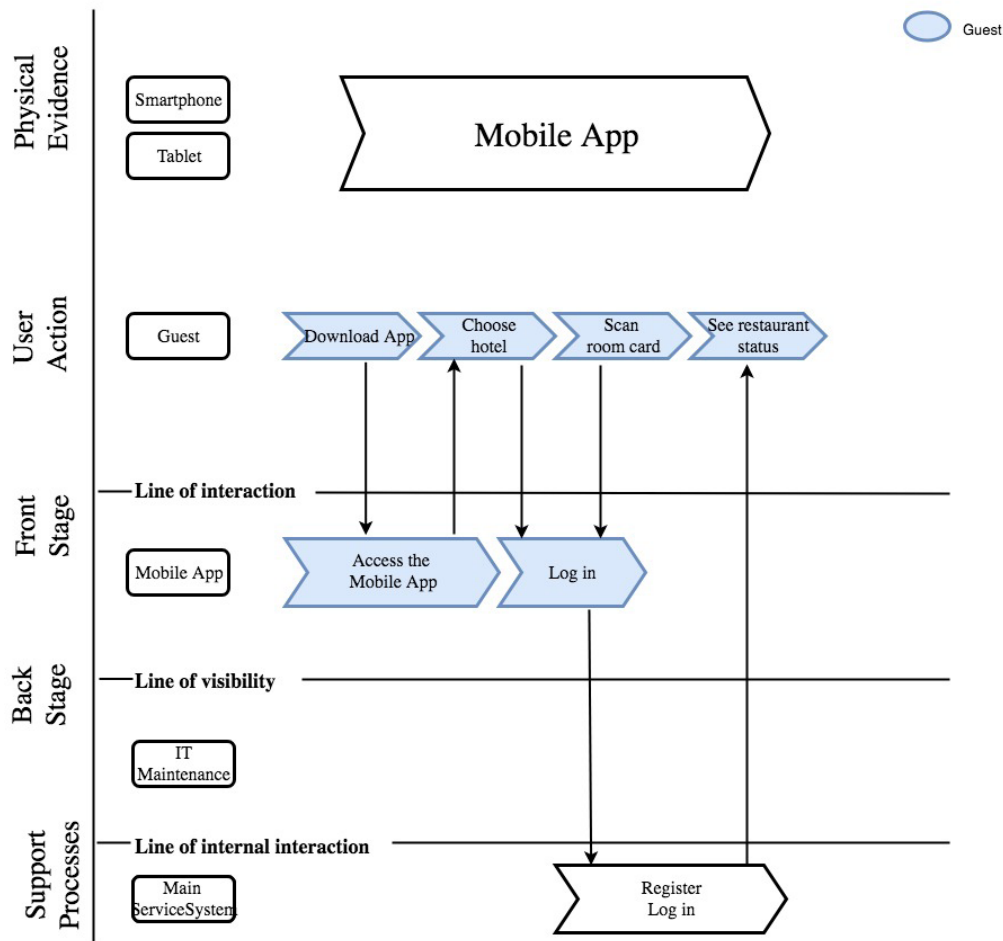 Guest
Physical
Evidence
Smartphone
Tablet
Mobile App
User
Action
Guest
Download App
Choose
hotel
Scan
room card
See restaurant
status
Line of interaction
Front
Stage
Mobile App
Access the
Mobile App
Log in
Line of visibility
Back
Stage
IT
Maintenance
Line of internal interaction
Support
Processes
Main
ServiceSystem
Register
Log in